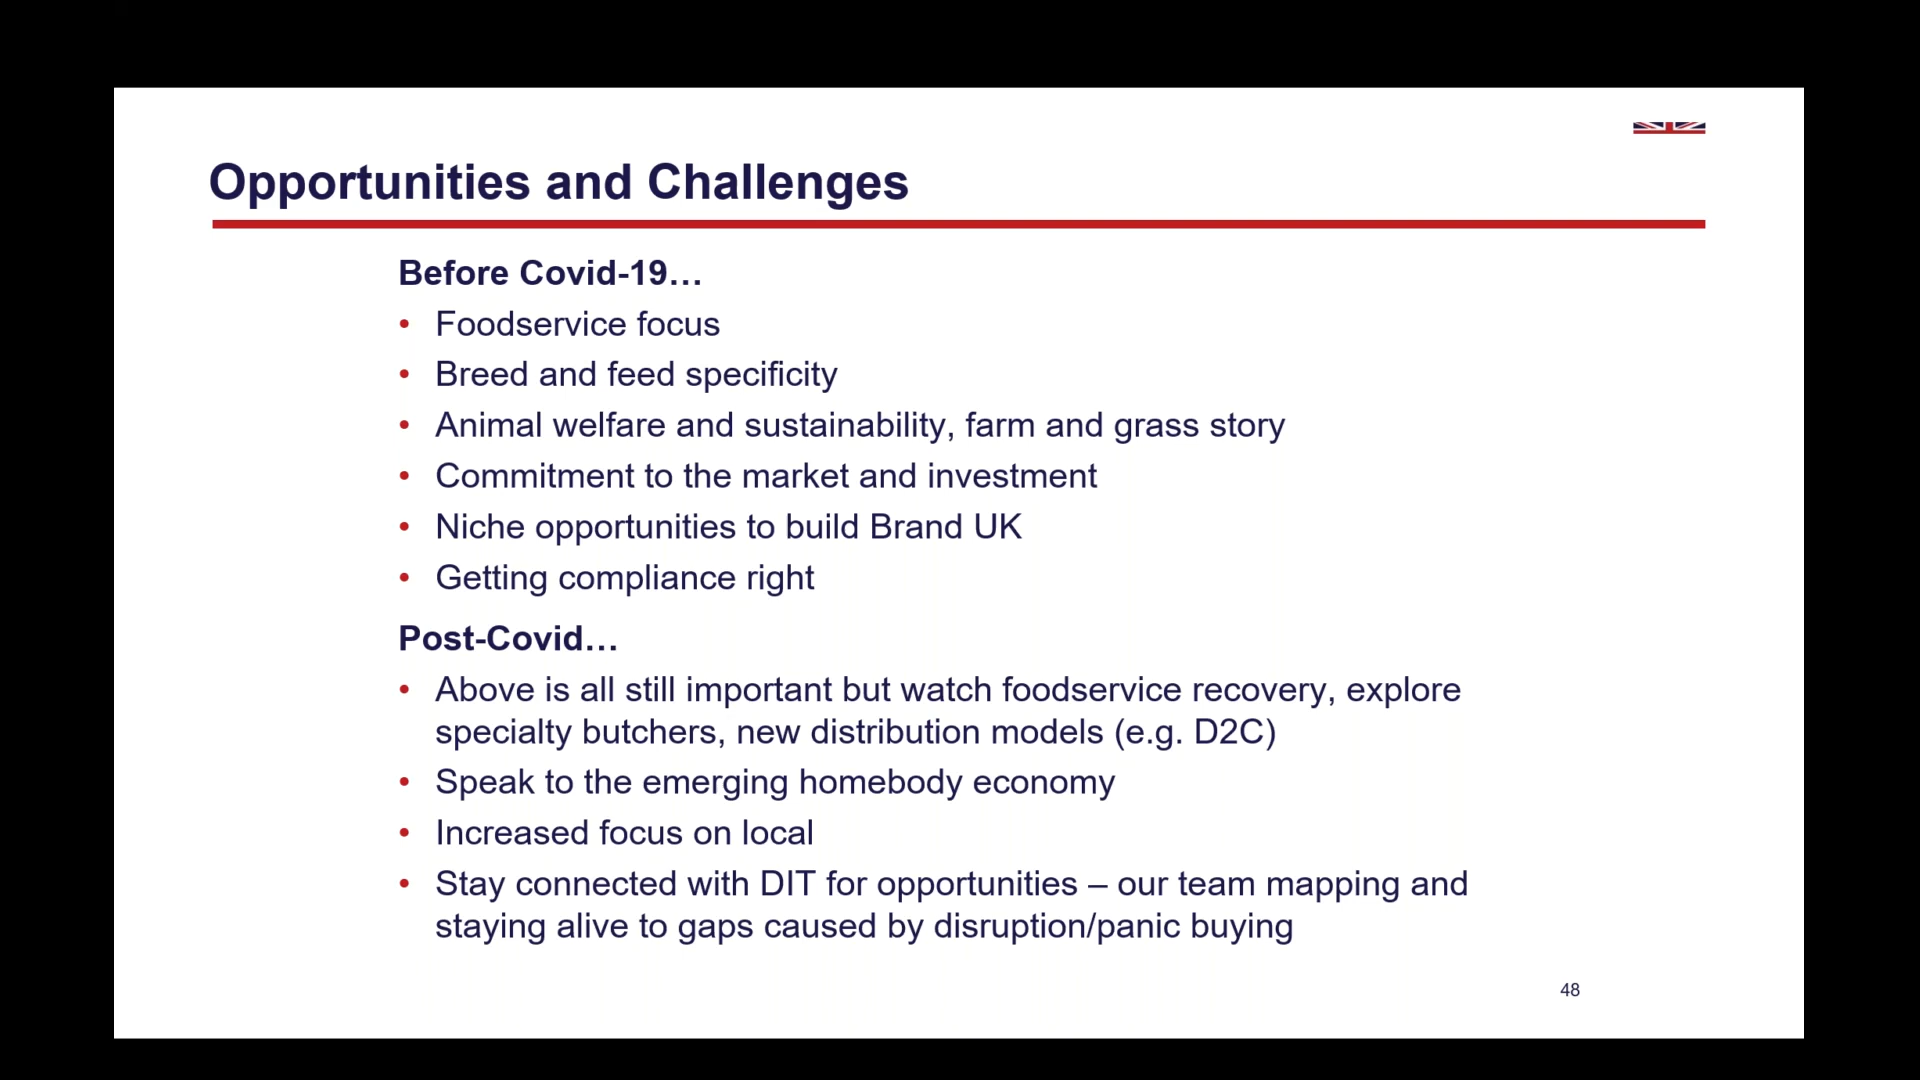 Opportunities and Challenges
Before Covid-19…
• Foodservice focus
• Breed and feed specificity
• Animal welfare and sustainability, farm and grass story
• Commitment to the market and investment
• Niche opportunities to build Brand UK
• Getting compliance right
Post-Covid…
• Above is all still important but watch foodservice recovery, explore
specialty butchers, new distribution models (e.g. D2C)
• Speak to the emerging homebody economy
• Increased focus on local
• Stay connected with DIT for opportunities – our team mapping and
staying alive to gaps caused by disruption/panic buying
48